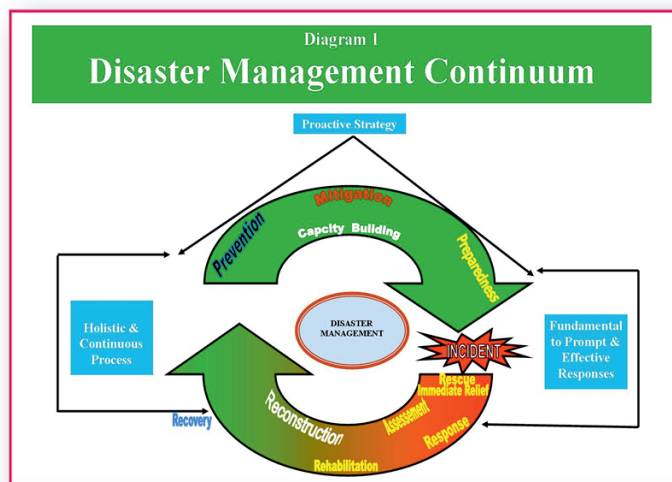 Diagram 1
Disaster Management Continuum
Proactive Strategy
Mitigation
Prevention
Capcity Building
Preparedness
Holistic &
Continuous
Process
DISASTER
MANAGEMENT
INCIDENT
Fundamental
to Prompt &
Effective
Responses
Rescue
Immediate Relief
Assessement
Response
Reconstruction
Recovery
Rehabilitation